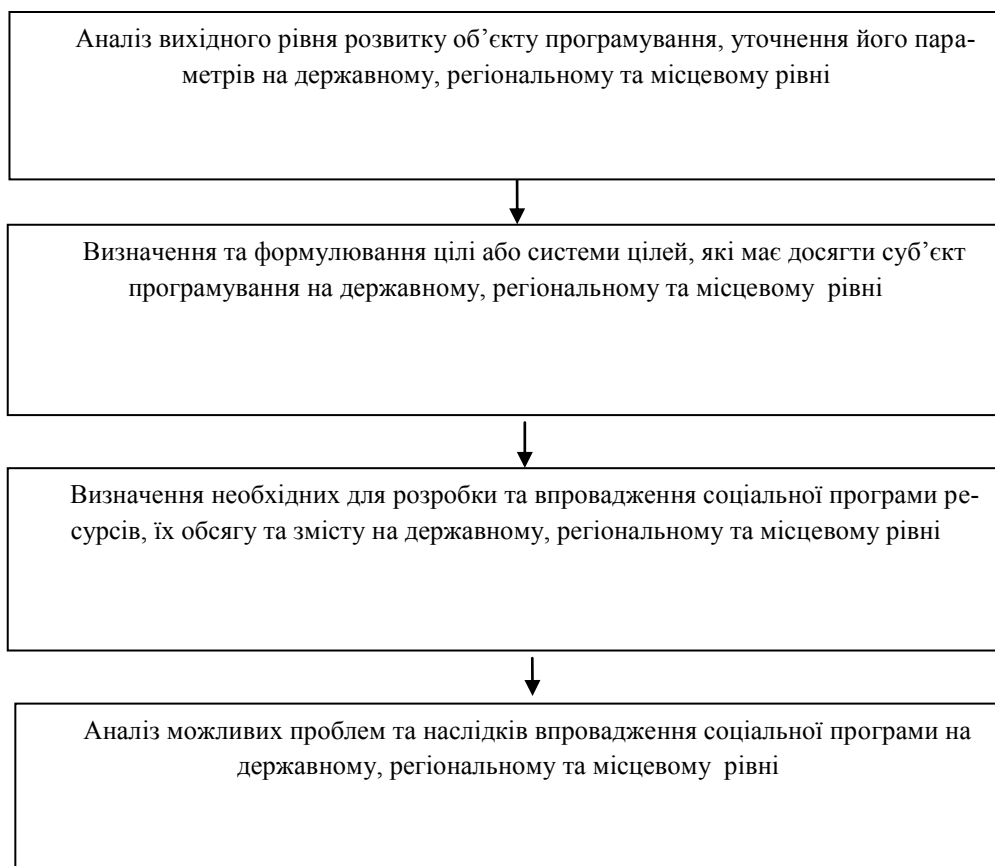 Аналіз вихідного рівня розвитку об’єкту програмування, уточнення його пара-
метрів на державному, регіональному та місцевому рівні
Визначення та формулювання цілі або системи цілей, які має досягти суб’єкт
програмування на державному, регіональному та місцевому  рівні
Визначення необхідних для розробки та впровадження соціальної програми ре-
сурсів, їх обсягу та змісту на державному, регіональному та місцевому рівні
Аналіз можливих проблем та наслідків впровадження соціальної програми на
державному, регіональному та місцевому  рівні